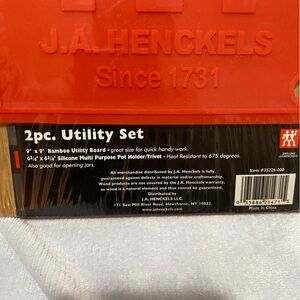 J.A. HENCKELS
Since 1731
2pc. Utility Set
9" x 9" Bamboo Utility Board - great size for quick handy work.
6¾" x 6¾" Silicone Multi Purpose Pot Holder/Trivet - Heat Resistant to 675 degrees.
Also good for opening jars.
All merchandise distributed by J.A. Henckels is fully
guaranteed against defects in material and/or craftsmanship.
Wood products are not covered by the J.A. Henckels warranty,
as wood is a natural element and thus cannot be guaranteed.
Distributed by:
J.A. HENCKELS LLC.
171 Saw Mill River Road, Hawthorne, NY 10532
www.jahenckels.com
ZWILLING
J.A.HENCKELS
Item #35226-000
Made in China